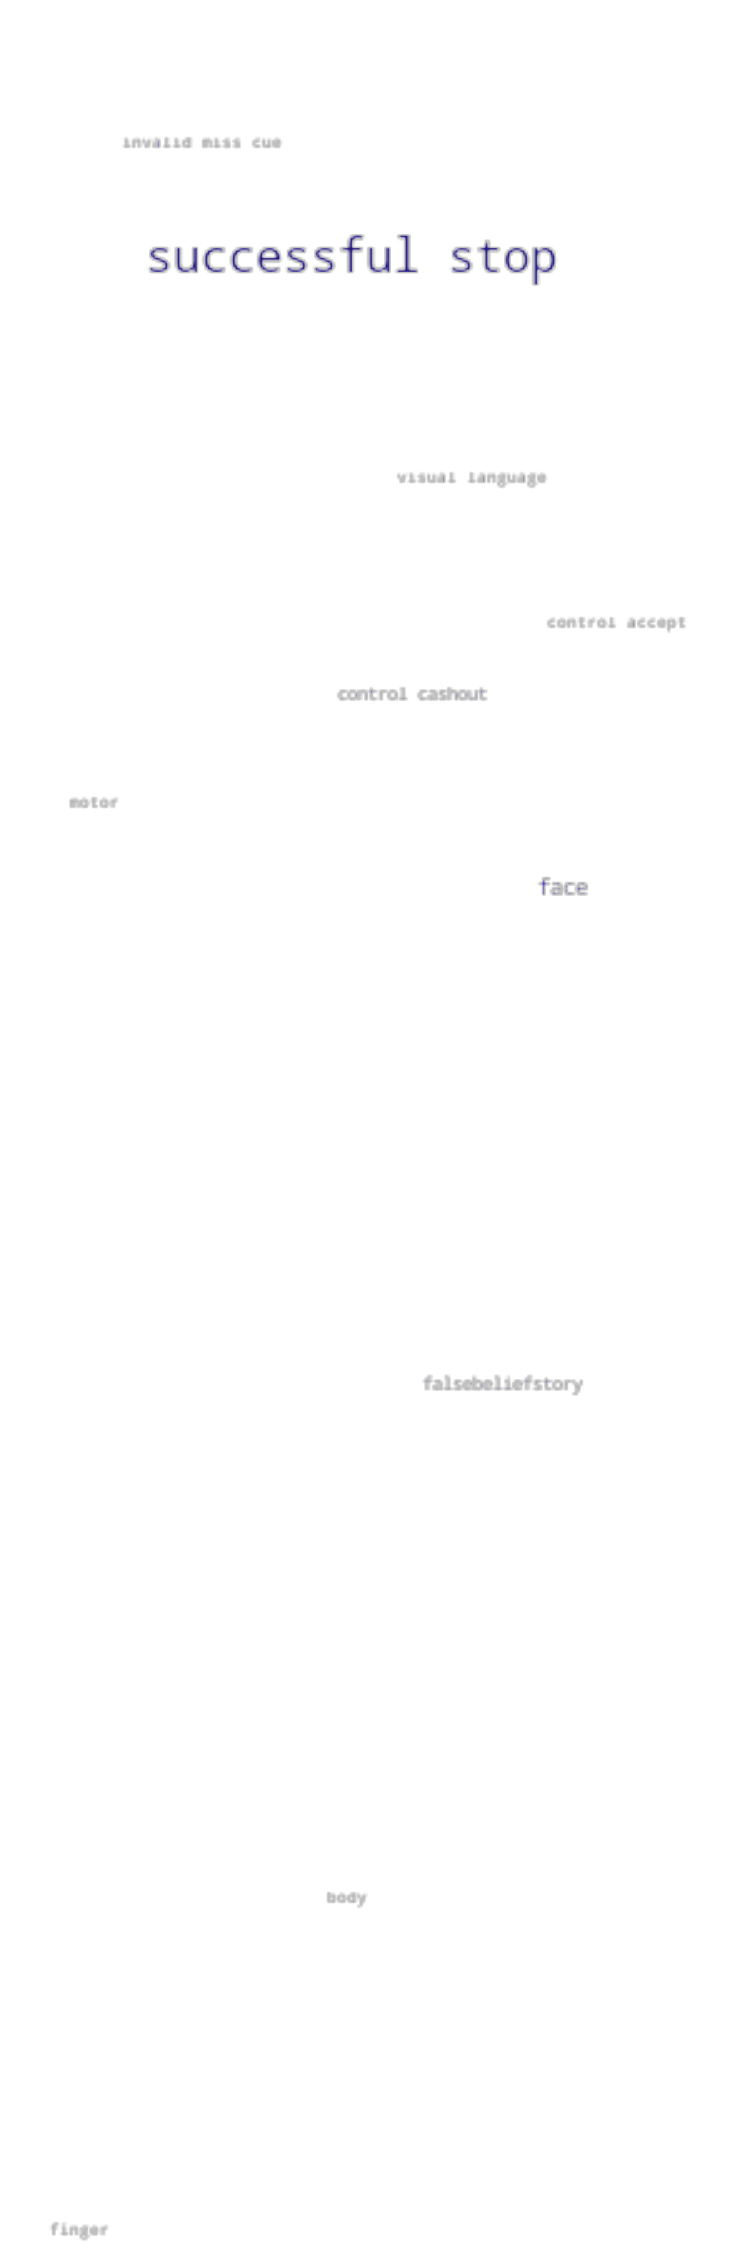 invalid miss cue
successful stop
visual language
control accept
control cashout
motor
face
falsebeliefstory
body
finger